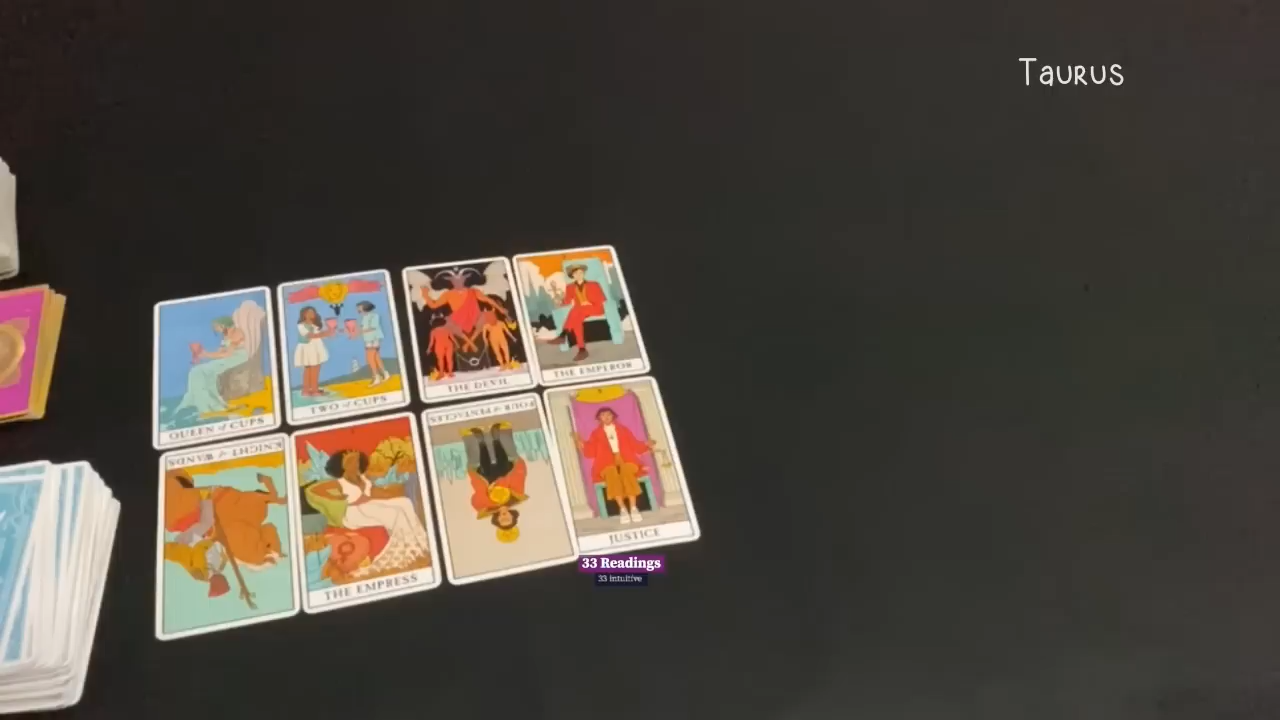 Taurus
QUEEN of CUPS
TWO of CUPS
THE DEVIL
THE EMPEROR
KNIGHT of WANDS
THE EMPRESS
FOUR of PENTACLES
JUSTICE
33 Readings
33 intuitive